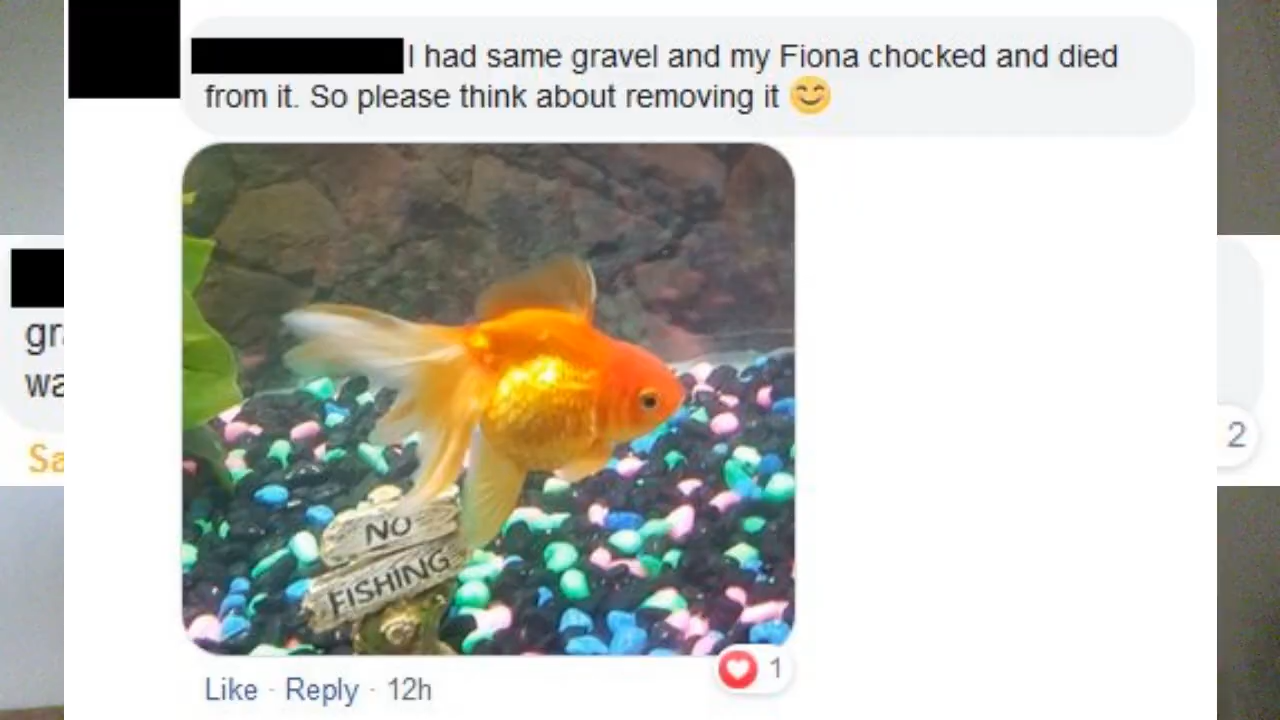 I had same gravel and my Fiona chocked and died
from it. So please think about removing it 😊
NO
FISHING
Like · Reply · 12h
1
2